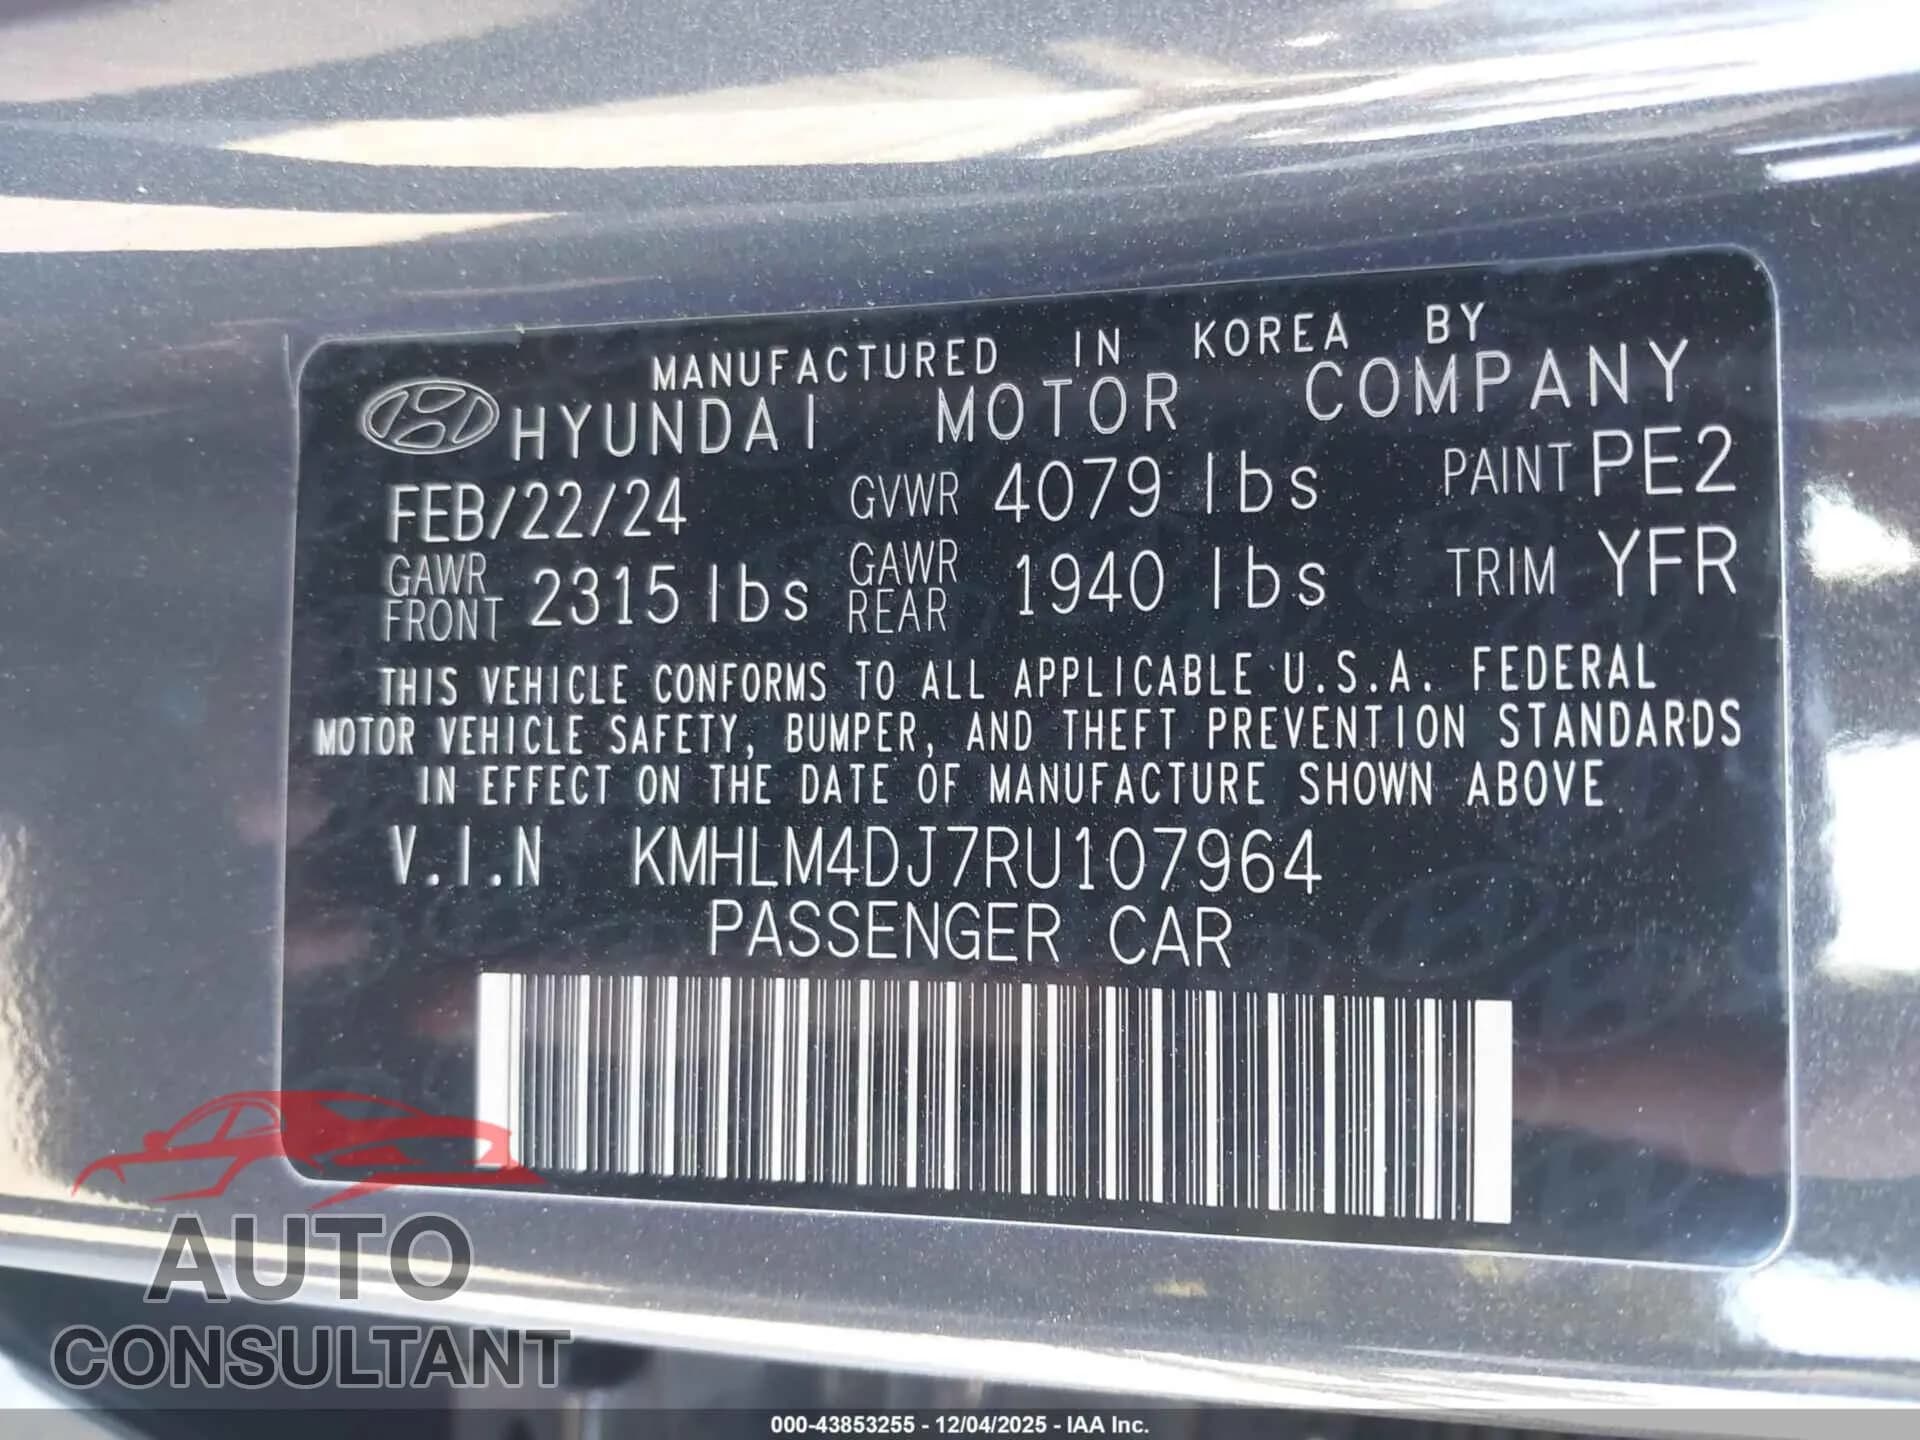 MANUFACTURED IN KOREA BY
HYUNDAI MOTOR COMPANY
FEB/22/24 GVWR 4079 lbs PAINT PE2
GAWR FRONT 2315 lbs GAWR REAR 1940 lbs TRIM YFR
THIS VEHICLE CONFORMS TO ALL APPLICABLE U.S.A. FEDERAL
MOTOR VEHICLE SAFETY, BUMPER, AND THEFT PREVENTION STANDARDS
IN EFFECT ON THE DATE OF MANUFACTURE SHOWN ABOVE
V.I.N KMHLM4DJ7RU107964
PASSENGER CAR
AUTO
CONSULTANT
000-43853255 - 12/04/2025 - IAA Inc.